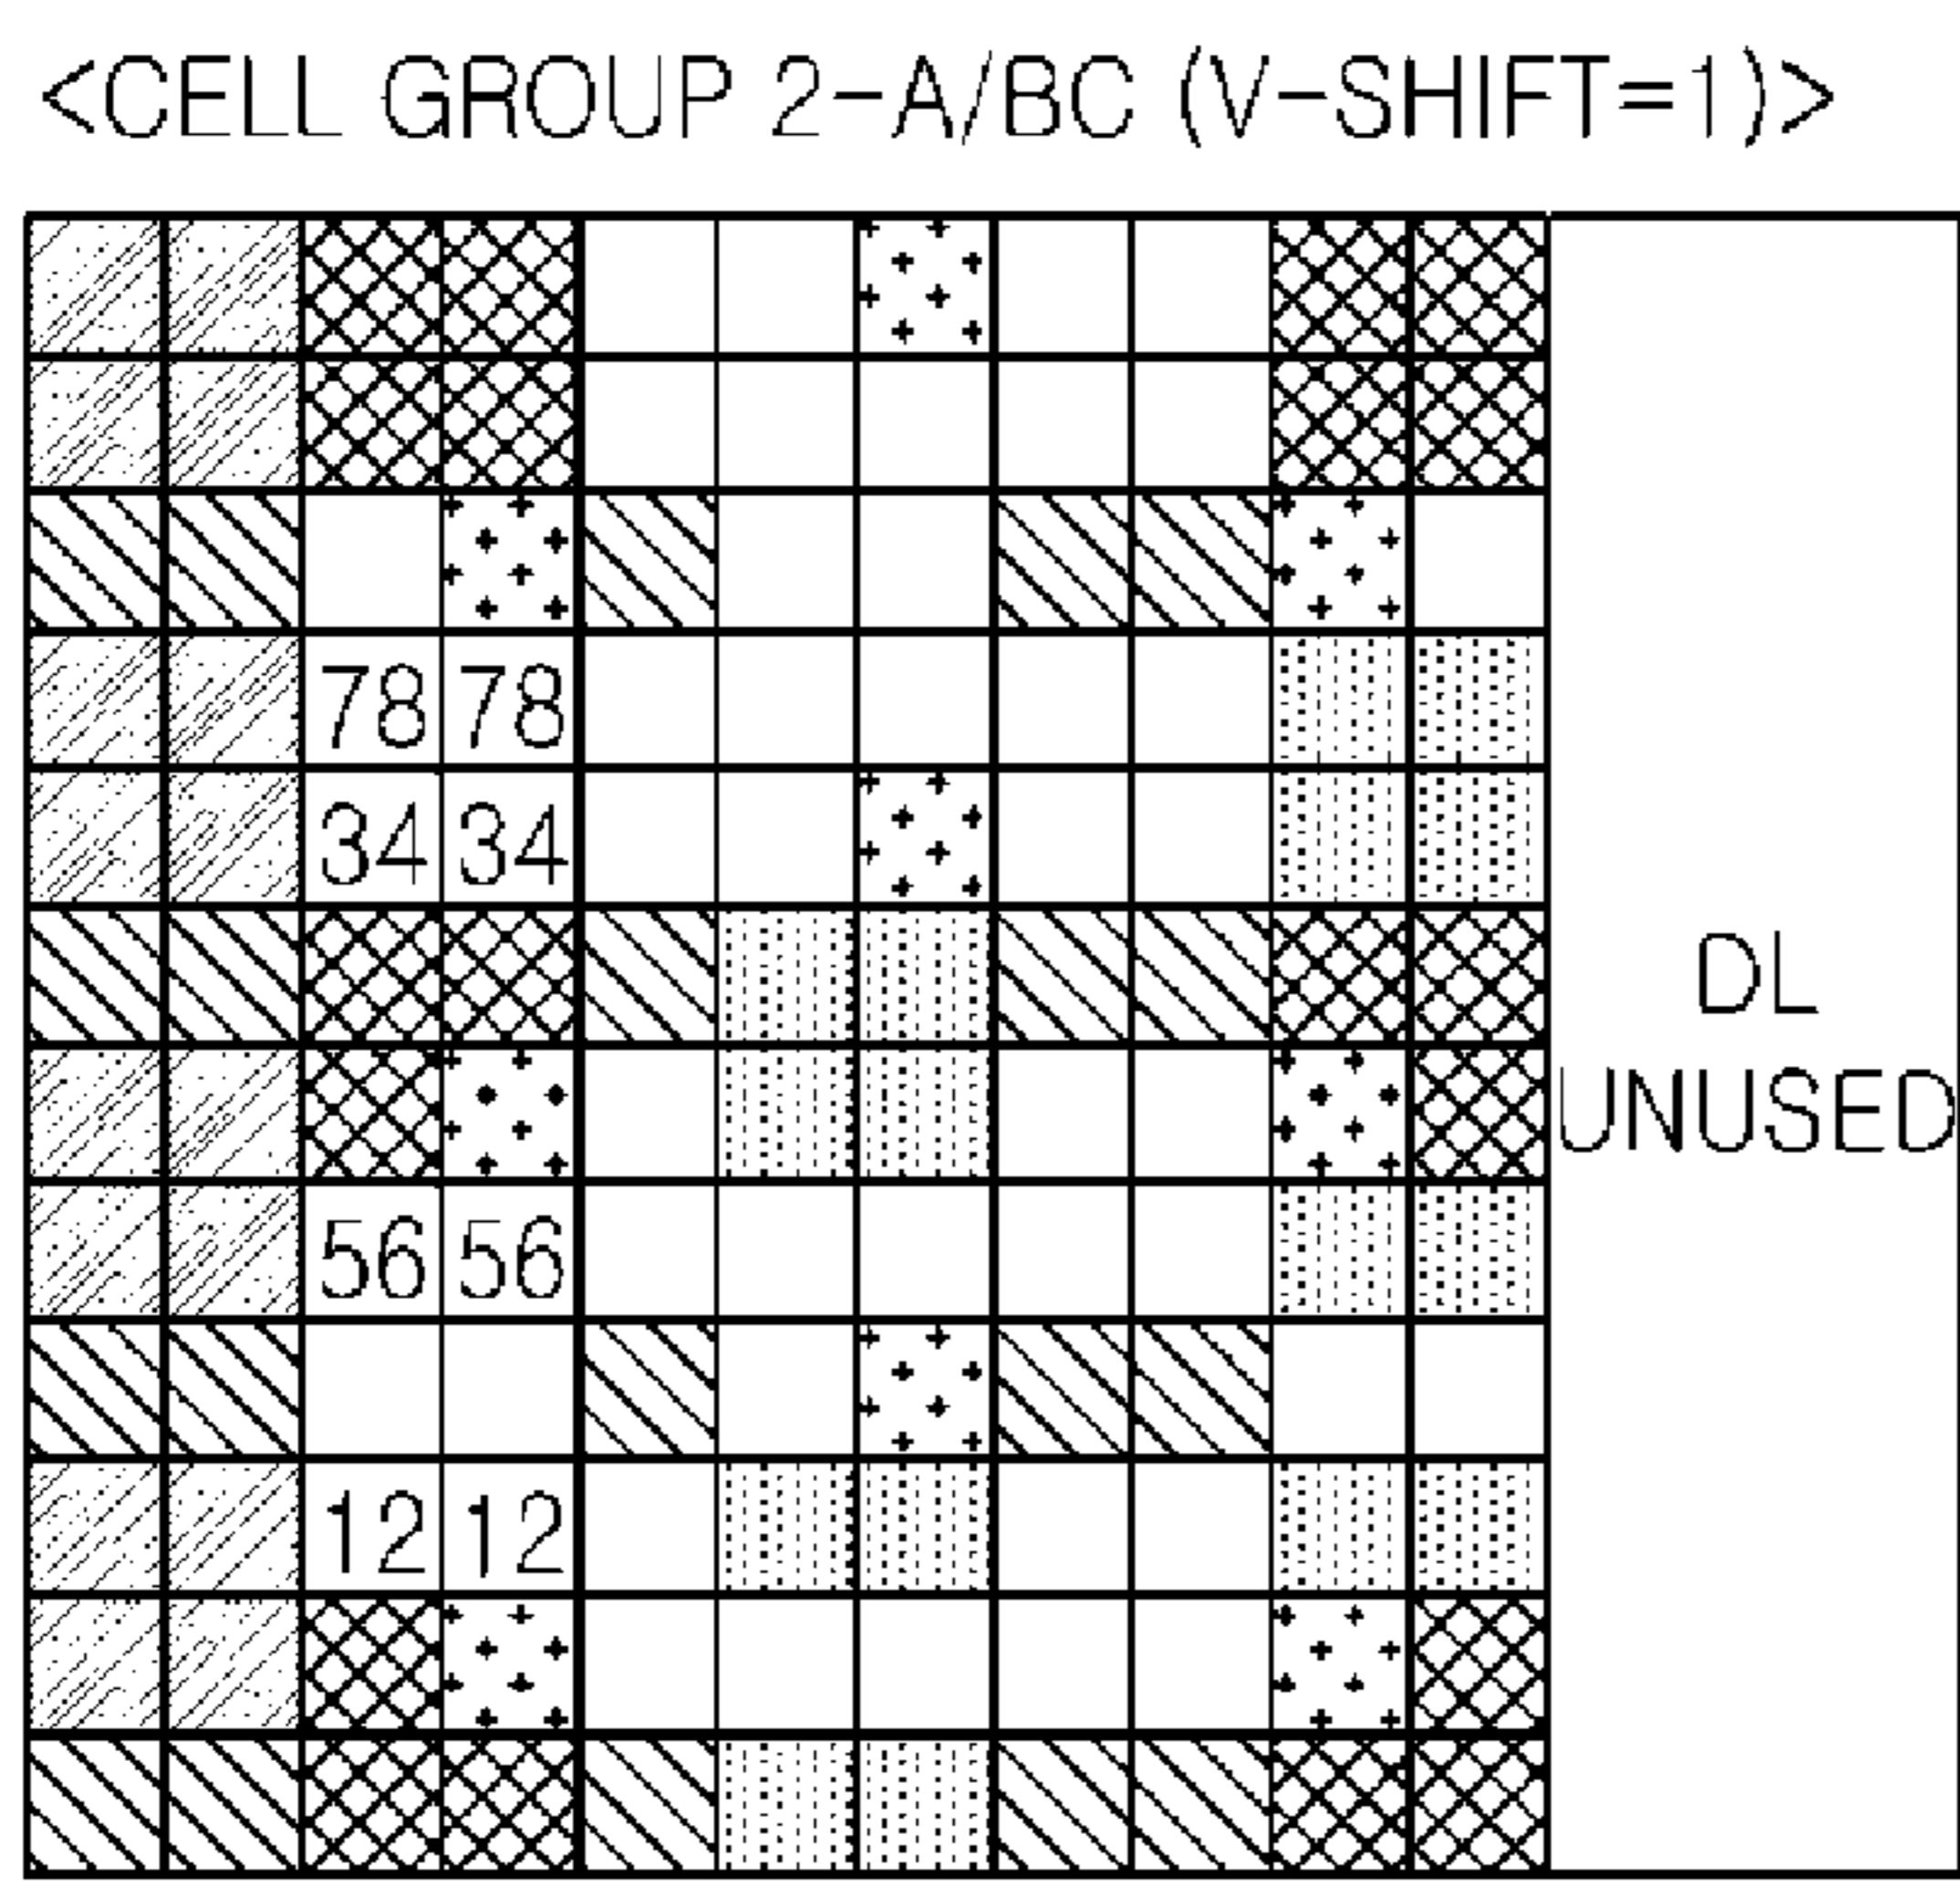 <CELL GROUP 2-A/BC (V-SHIFT=1)>
78 78
34 34
DL
UNUSED
56 56
12 12